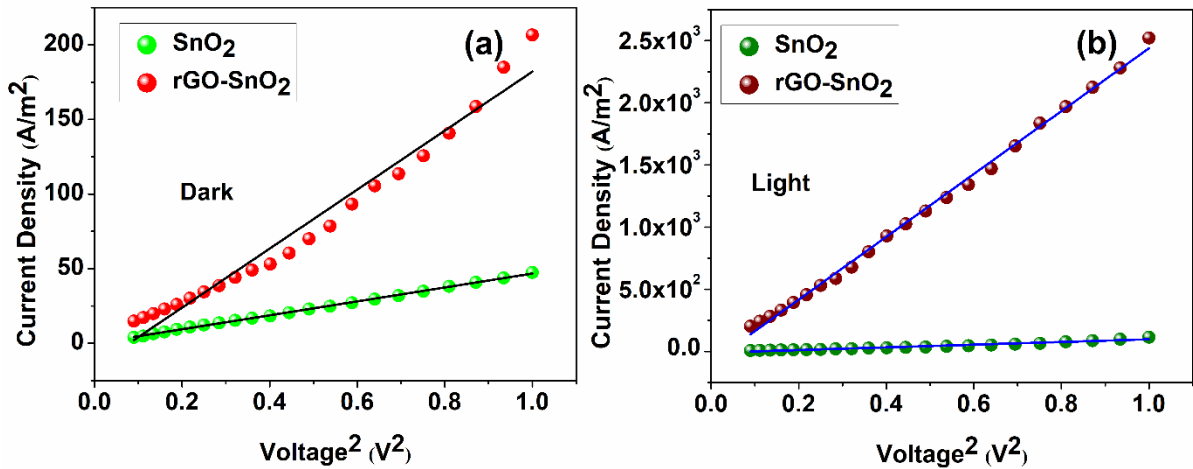 (a)
SnO2
rGO-SnO2
Dark
Current Density (A/m2)
200
150
100
50
0
0.0 0.2 0.4 0.6 0.8 1.0
Voltage2 (V2)
(b)
SnO2
rGO-SnO2
Light
Current Density (A/m2)
2.5x103
2.0x103
1.5x103
1.0x103
5.0x102
0.0
0.0 0.2 0.4 0.6 0.8 1.0
Voltage2 (V2)